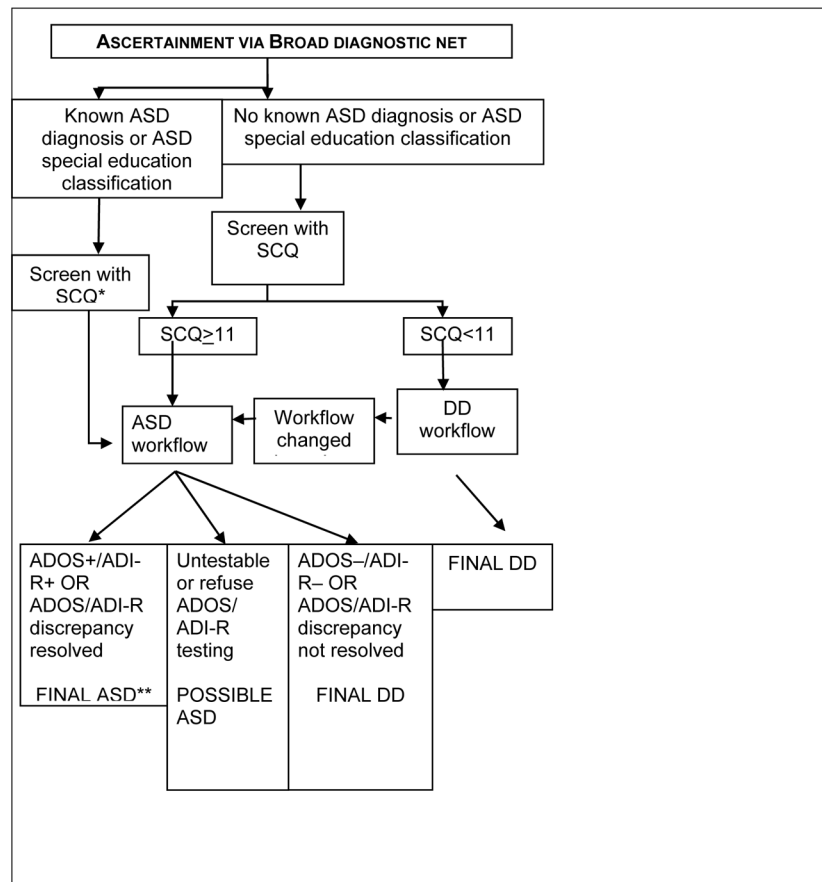 ASCERTAINMENT VIA BROAD DIAGNOSTIC NET
Known ASD
diagnosis or ASD
special education
classification
No known ASD diagnosis or ASD
special education classification
Screen with
SCQ
Screen with
SCQ*
SCQ≥11
SCQ<11
ASD
workflow
Workflow
changed
DD
workflow
ADOS+/ADI-
R+ OR
ADOS/ADI-R
discrepancy
resolved
FINAL ASD**
Untestable
or refuse
ADOS/
ADI-R
testing
POSSIBLE
ASD
ADOS–/ADI-
R– OR
ADOS/ADI-R
discrepancy
not resolved
FINAL DD
FINAL DD